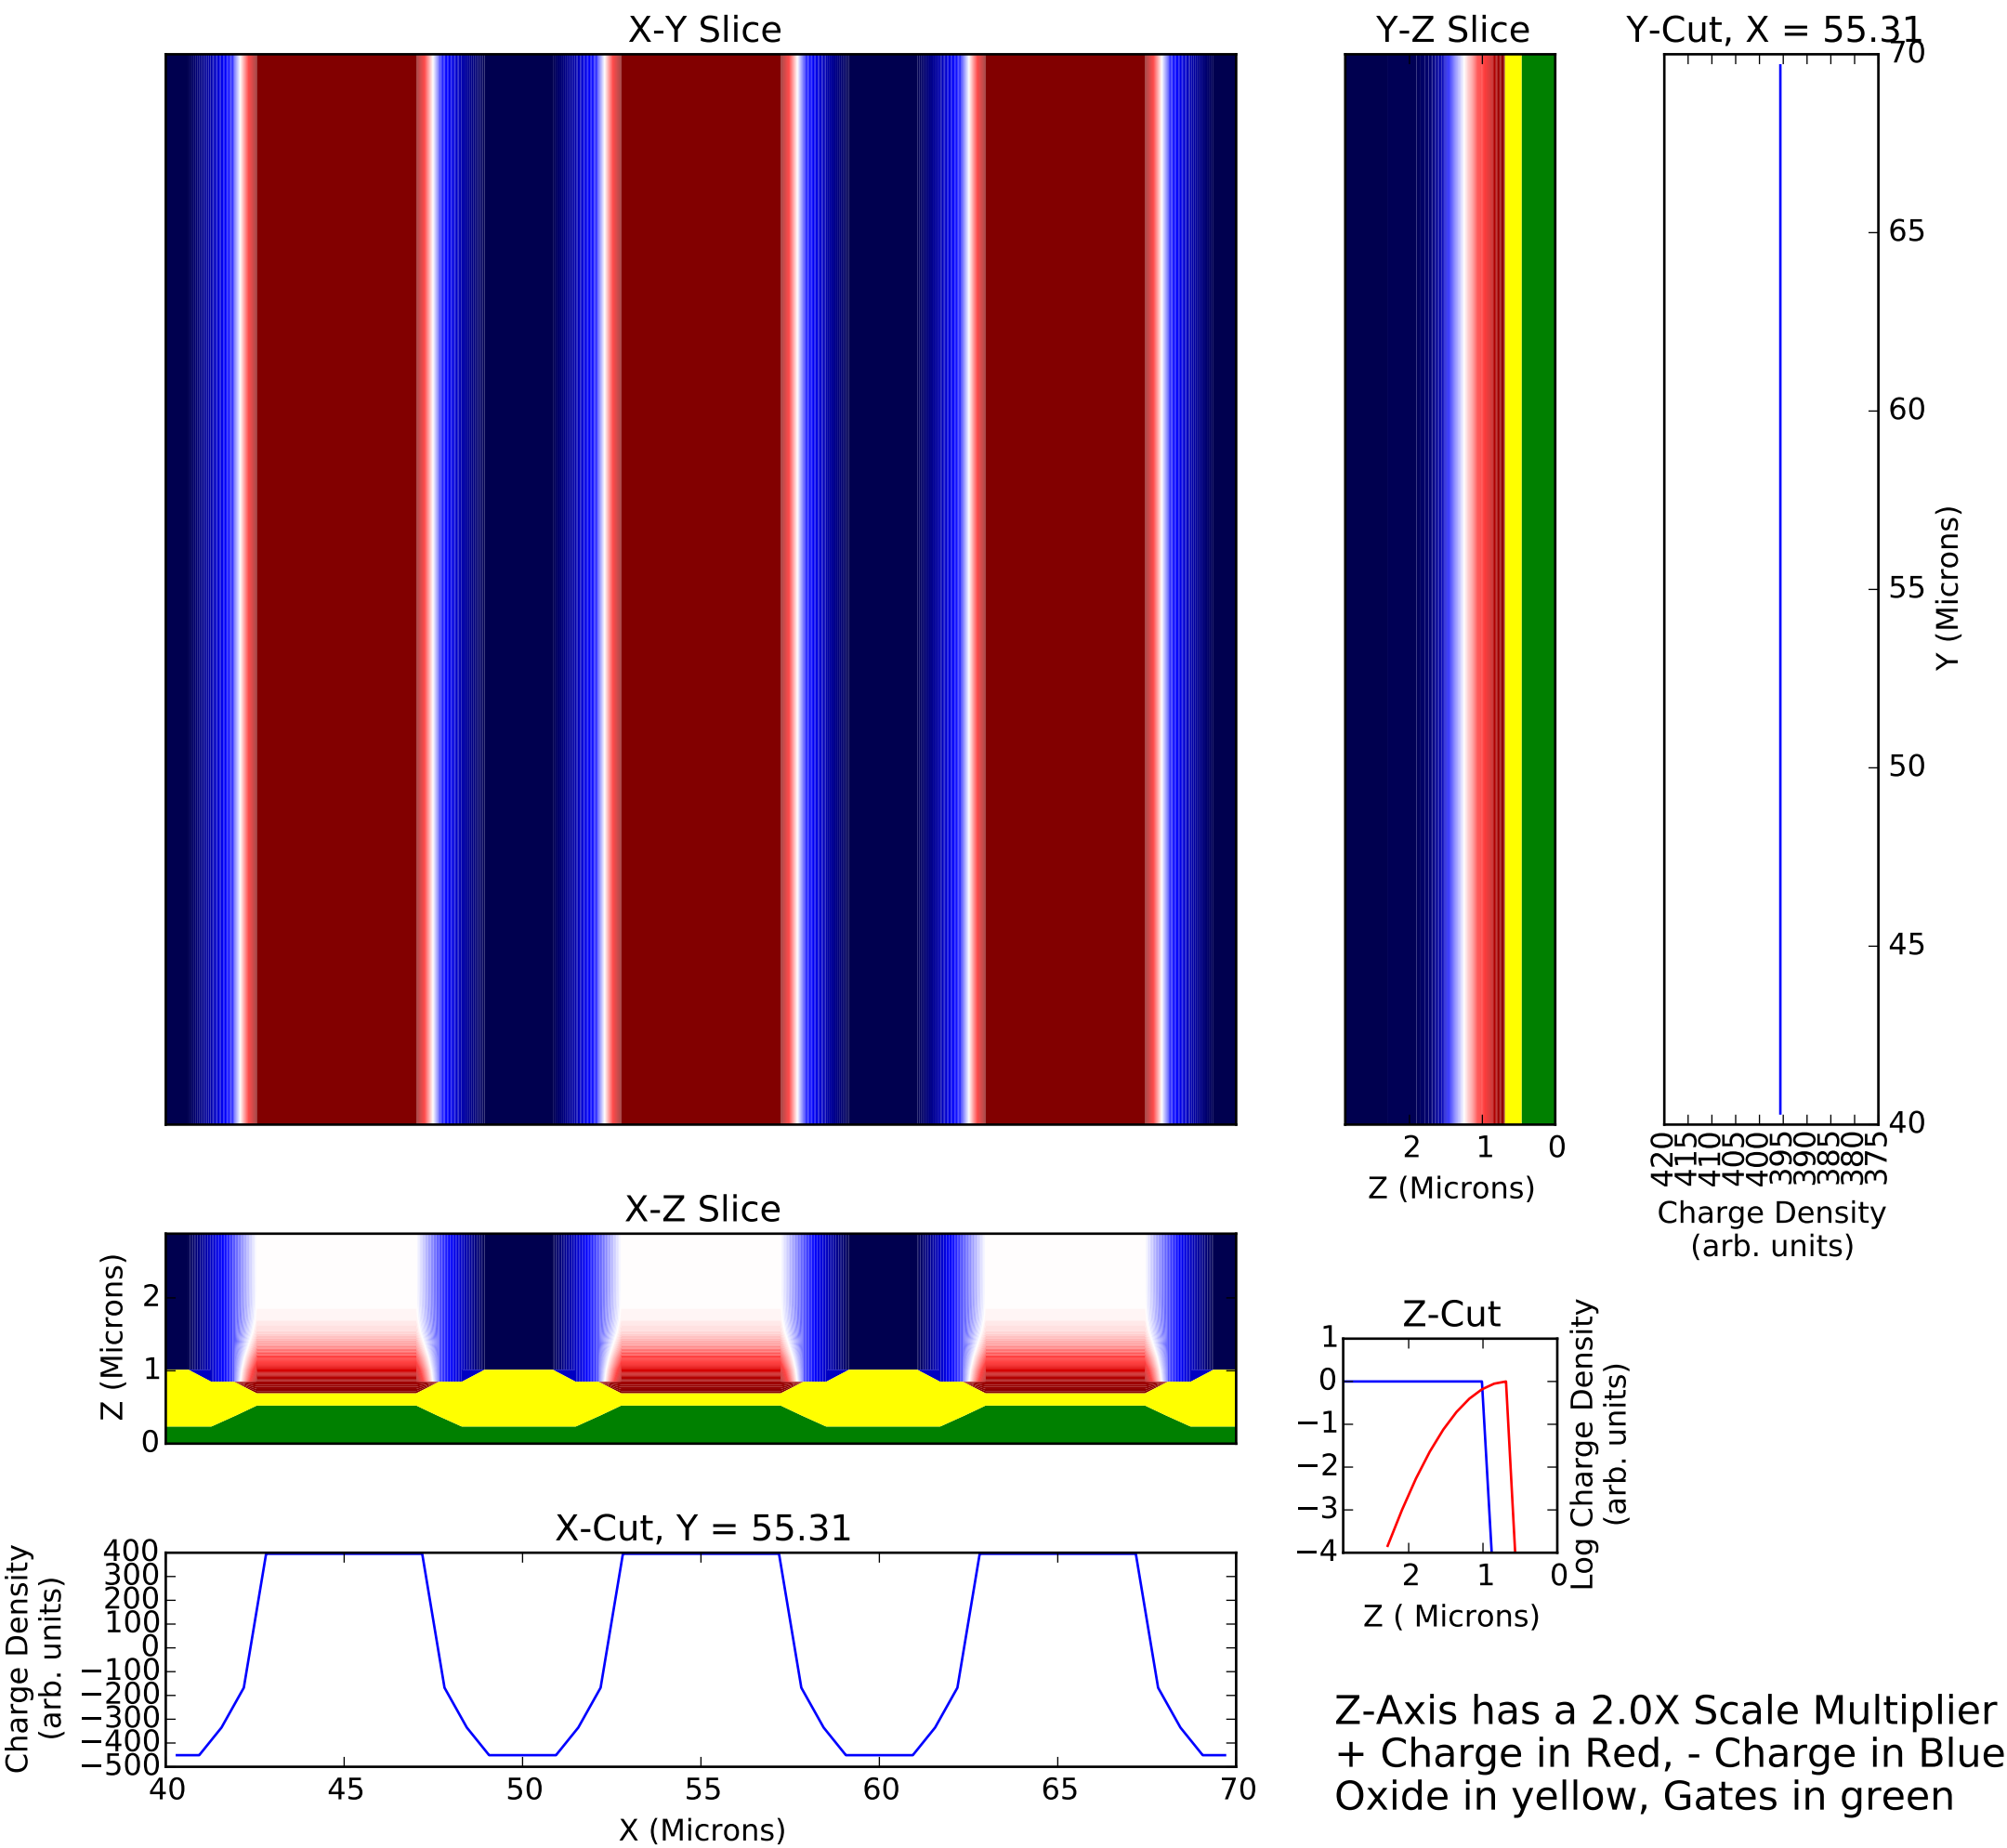 X-Y Slice
Y-Z Slice
Y-Cut, X = 55.31
70
65
60
55
50
45
40
Y (Microns)
2 1 0
Z (Microns)
420 415 410 405 400 395 390 385 380 375
Charge Density
(arb. units)
X-Z Slice
2
1
0
Z (Microns)
Z-Cut
1
0
−1
−2
−3
−4
2 1 0
Z ( Microns)
Log Charge Density
(arb. units)
X-Cut, Y = 55.31
400
300
200
100
0
−100
−200
−300
−400
−500
Charge Density
(arb. units)
40 45 50 55 60 65 70
X (Microns)
Z-Axis has a 2.0X Scale Multiplier
+ Charge in Red, - Charge in Blue
Oxide in yellow, Gates in green